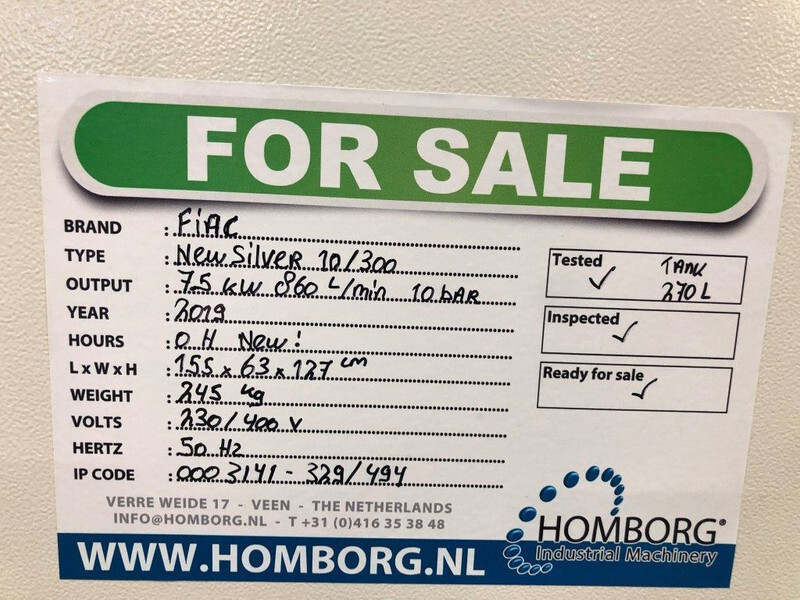 FOR SALE
BRAND : FiAC
TYPE : New Silver 10/300
OUTPUT : 7.5 kW 860 L/min 10 bAR
YEAR : 2019
HOURS : 0 H New!
L x W x H : 155 x 63 x 127 cm
WEIGHT : 245 kg
VOLTS : 230/400 V
HERTZ : 50 Hz
IP CODE : 000 3141 - 329/494
Tested ✓ TANK
270 L
Inspected ✓
Ready for sale ✓
VERRE WEIDE 17 - VEEN - THE NETHERLANDS
INFO@HOMBORG.NL - T +31 (0)416 35 38 48
WWW.HOMBORG.NL
HOMBORG®
Industrial Machinery